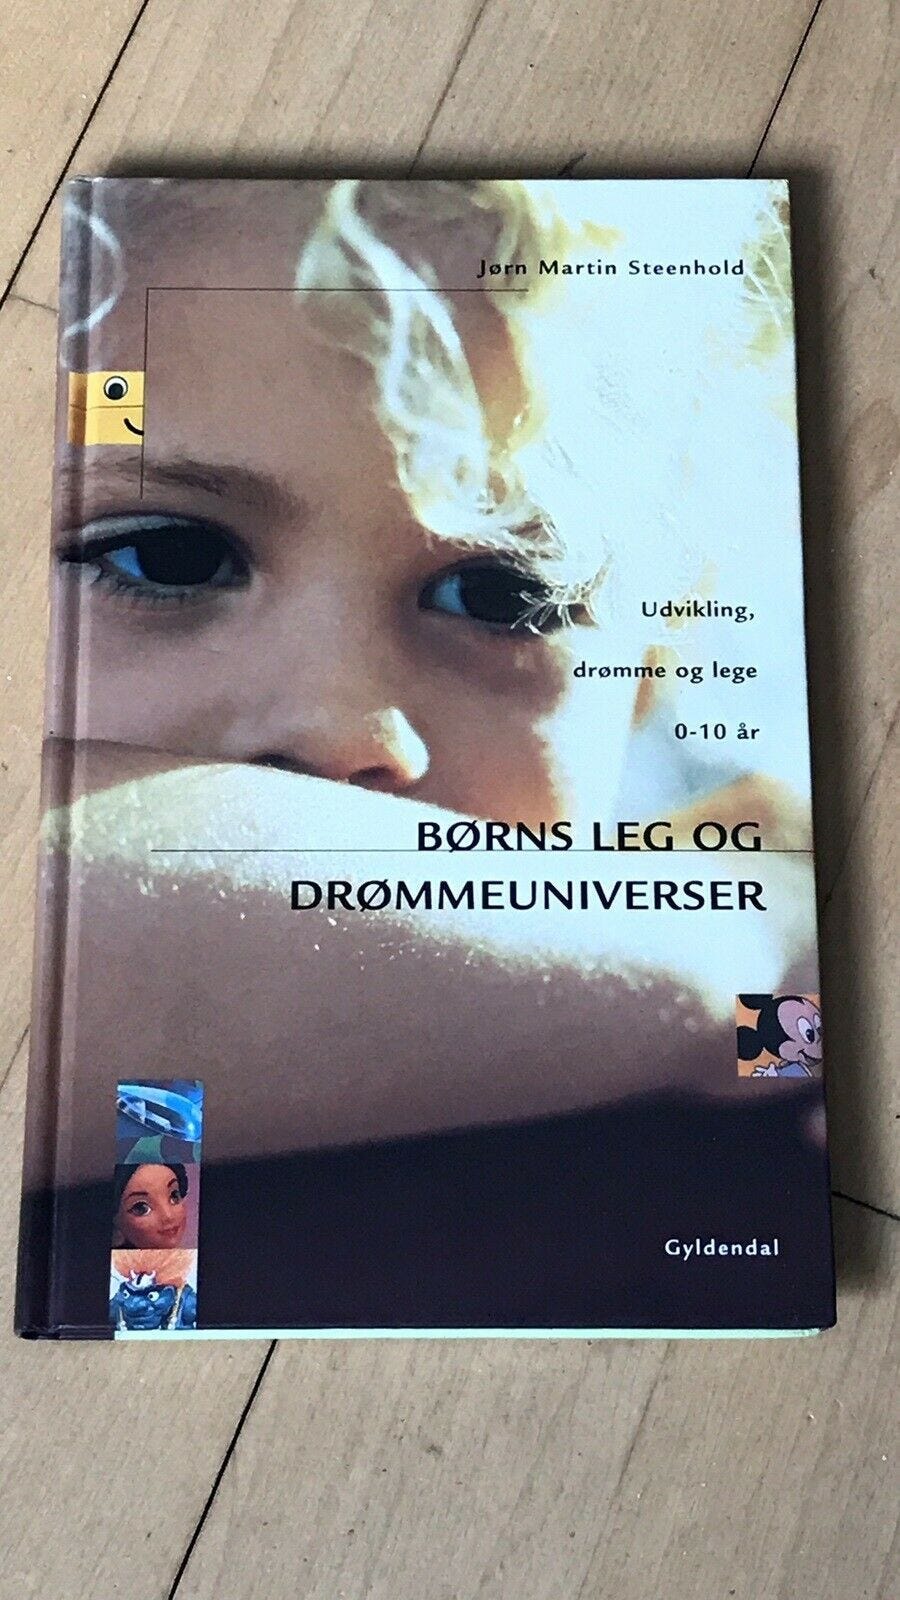 Jørn Martin Steenhold
Udvikling,
drømme og lege
0-10 år
BØRNS LEG OG
DRØMMEUNIVERSER
Gyldendal